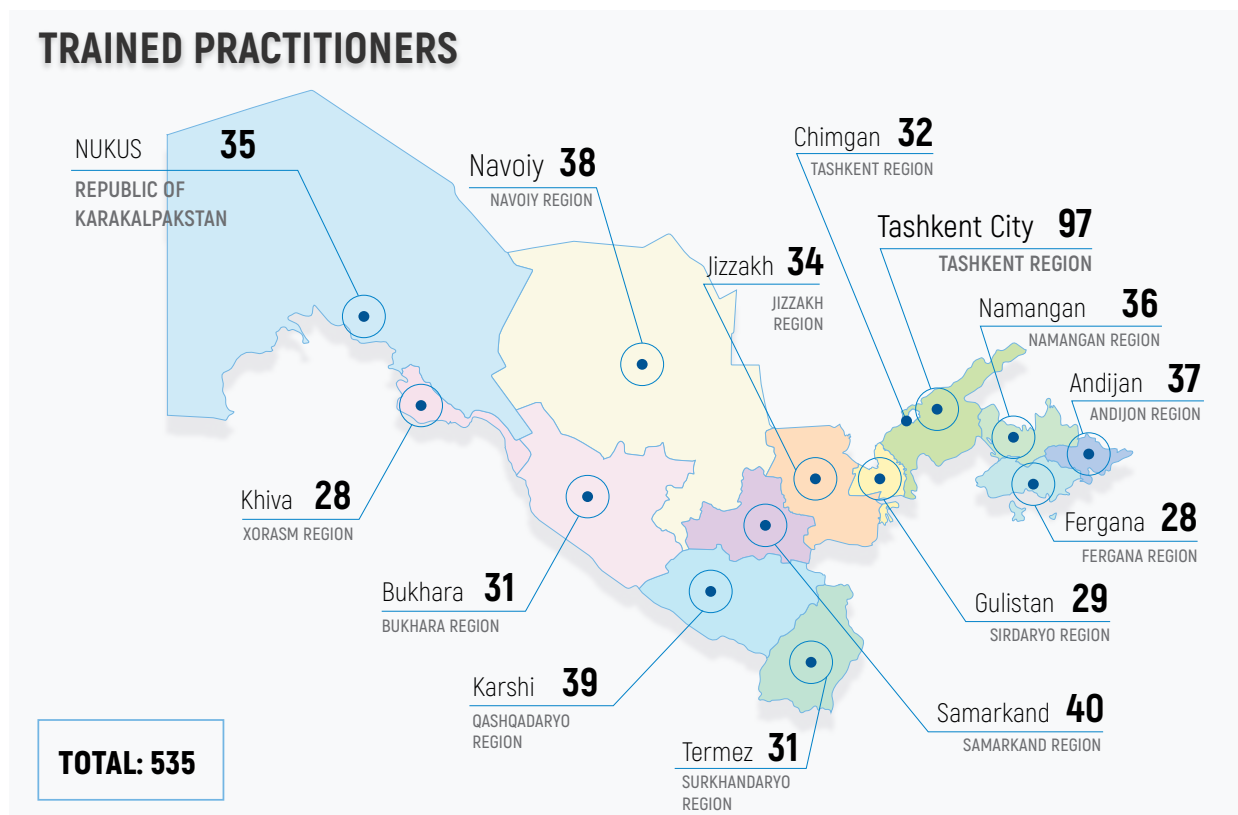 TRAINED PRACTITIONERS
NUKUS 35
REPUBLIC OF
KARAKALPAKSTAN
Navoiy 38
NAVOIY REGION
Chimgan 32
TASHKENT REGION
Tashkent City 97
TASHKENT REGION
Jizzakh 34
JIZZAKH
REGION
Namangan 36
NAMANGAN REGION
Andijan 37
ANDIJON REGION
Khiva 28
XORASM REGION
Fergana 28
FERGANA REGION
Bukhara 31
BUKHARA REGION
Gulistan 29
SIRDARYO REGION
Karshi 39
QASHQADARYO
REGION
Samarkand 40
SAMARKAND REGION
Termez 31
SURKHANDARYO
REGION
TOTAL: 535